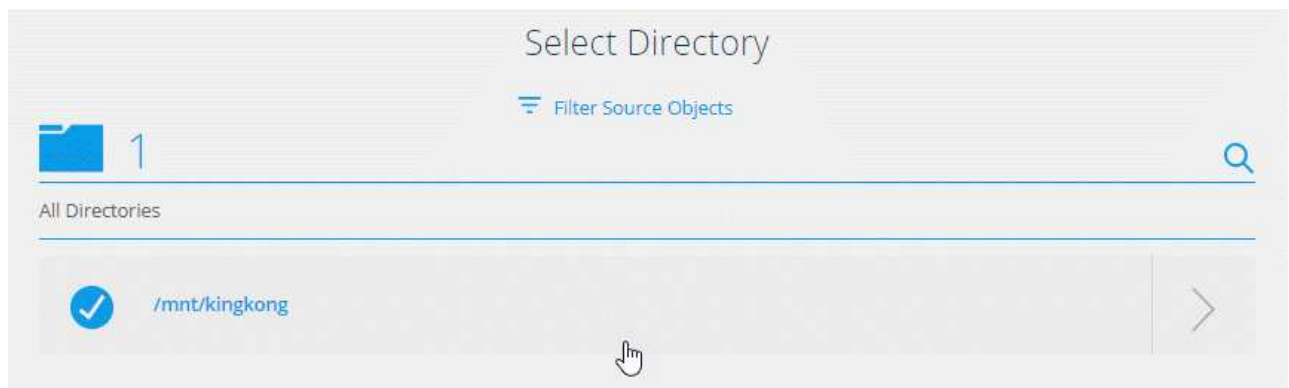 Select Directory
Filter Source Objects
1
All Directories
/mnt/kingkong